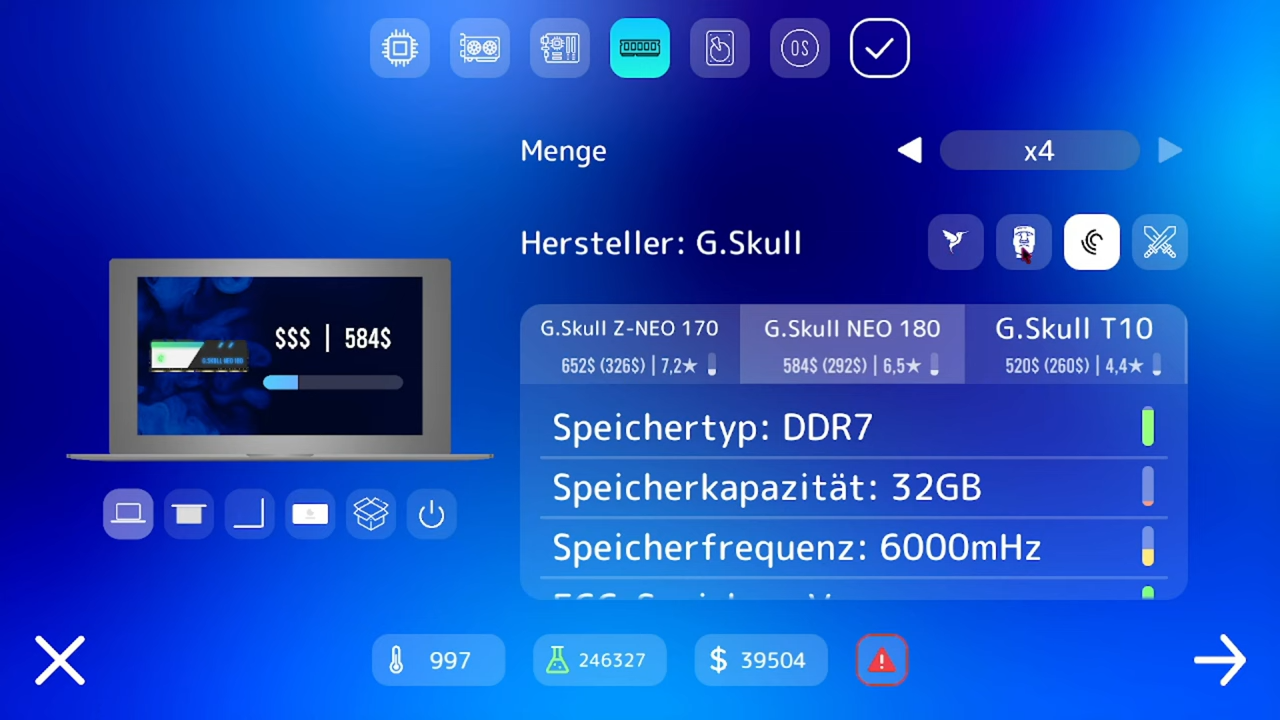 OS
Menge
x4
Hersteller: G.Skull
$$$ | 584$
G.SKULL NEO 180
G.Skull Z-NEO 170
652$ (326$) | 7,2★
G.Skull NEO 180
584$ (292$) | 6,5★
G.Skull T10
520$ (260$) | 4,4★
Speichertyp: DDR7
Speicherkapazität: 32GB
Speicherfrequenz: 6000mHz
997
246327
$ 39504